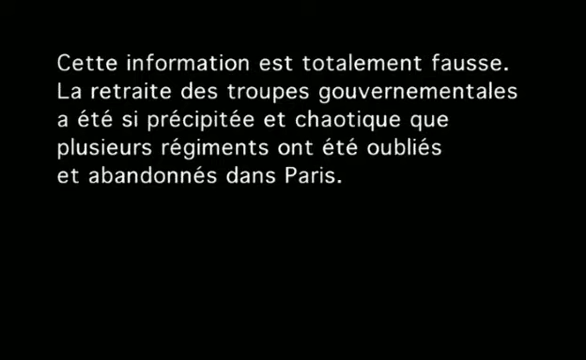 Cette information est totalement fausse.
La retraite des troupes gouvernementales
a été si précipitée et chaotique que
plusieurs régiments ont été oubliés
et abandonnés dans Paris.